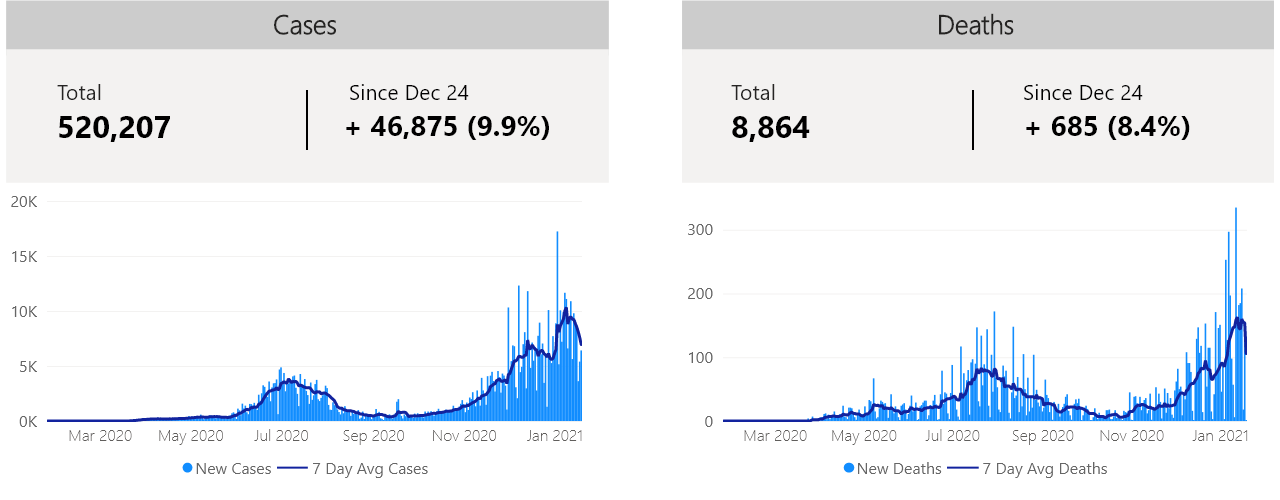 Cases
Total
Since Dec 24
520,207
+ 46,875 (9.9%)
20K
15K
10K
5K
0K
Mar 2020 May 2020 Jul 2020 Sep 2020 Nov 2020 Jan 2021
New Cases 7 Day Avg Cases
Deaths
Total
Since Dec 24
8,864
+ 685 (8.4%)
300
200
100
0
Mar 2020 May 2020 Jul 2020 Sep 2020 Nov 2020 Jan 2021
New Deaths 7 Day Avg Deaths